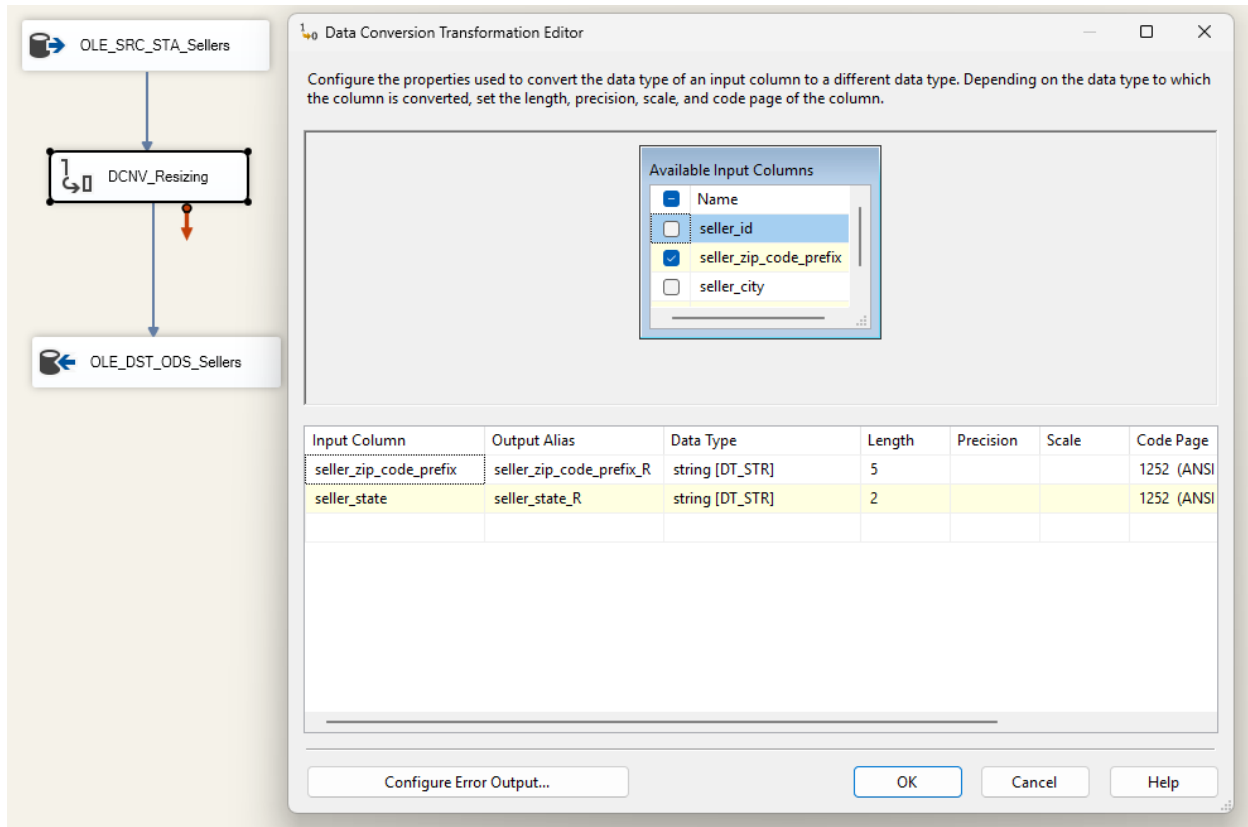 OLE_SRC_STA_Sellers
DCNV_Resizing
OLE_DST_ODS_Sellers
Data Conversion Transformation Editor
Configure the properties used to convert the data type of an input column to a different data type. Depending on the data type to which
the column is converted, set the length, precision, scale, and code page of the column.
Available Input Columns
Name
seller_id
seller_zip_code_prefix
seller_city
Input Column Output Alias Data Type Length Precision Scale Code Page
seller_zip_code_prefix seller_zip_code_prefix_R string [DT_STR] 5 1252 (ANSI
seller_state seller_state_R string [DT_STR] 2 1252 (ANSI
Configure Error Output... OK Cancel Help